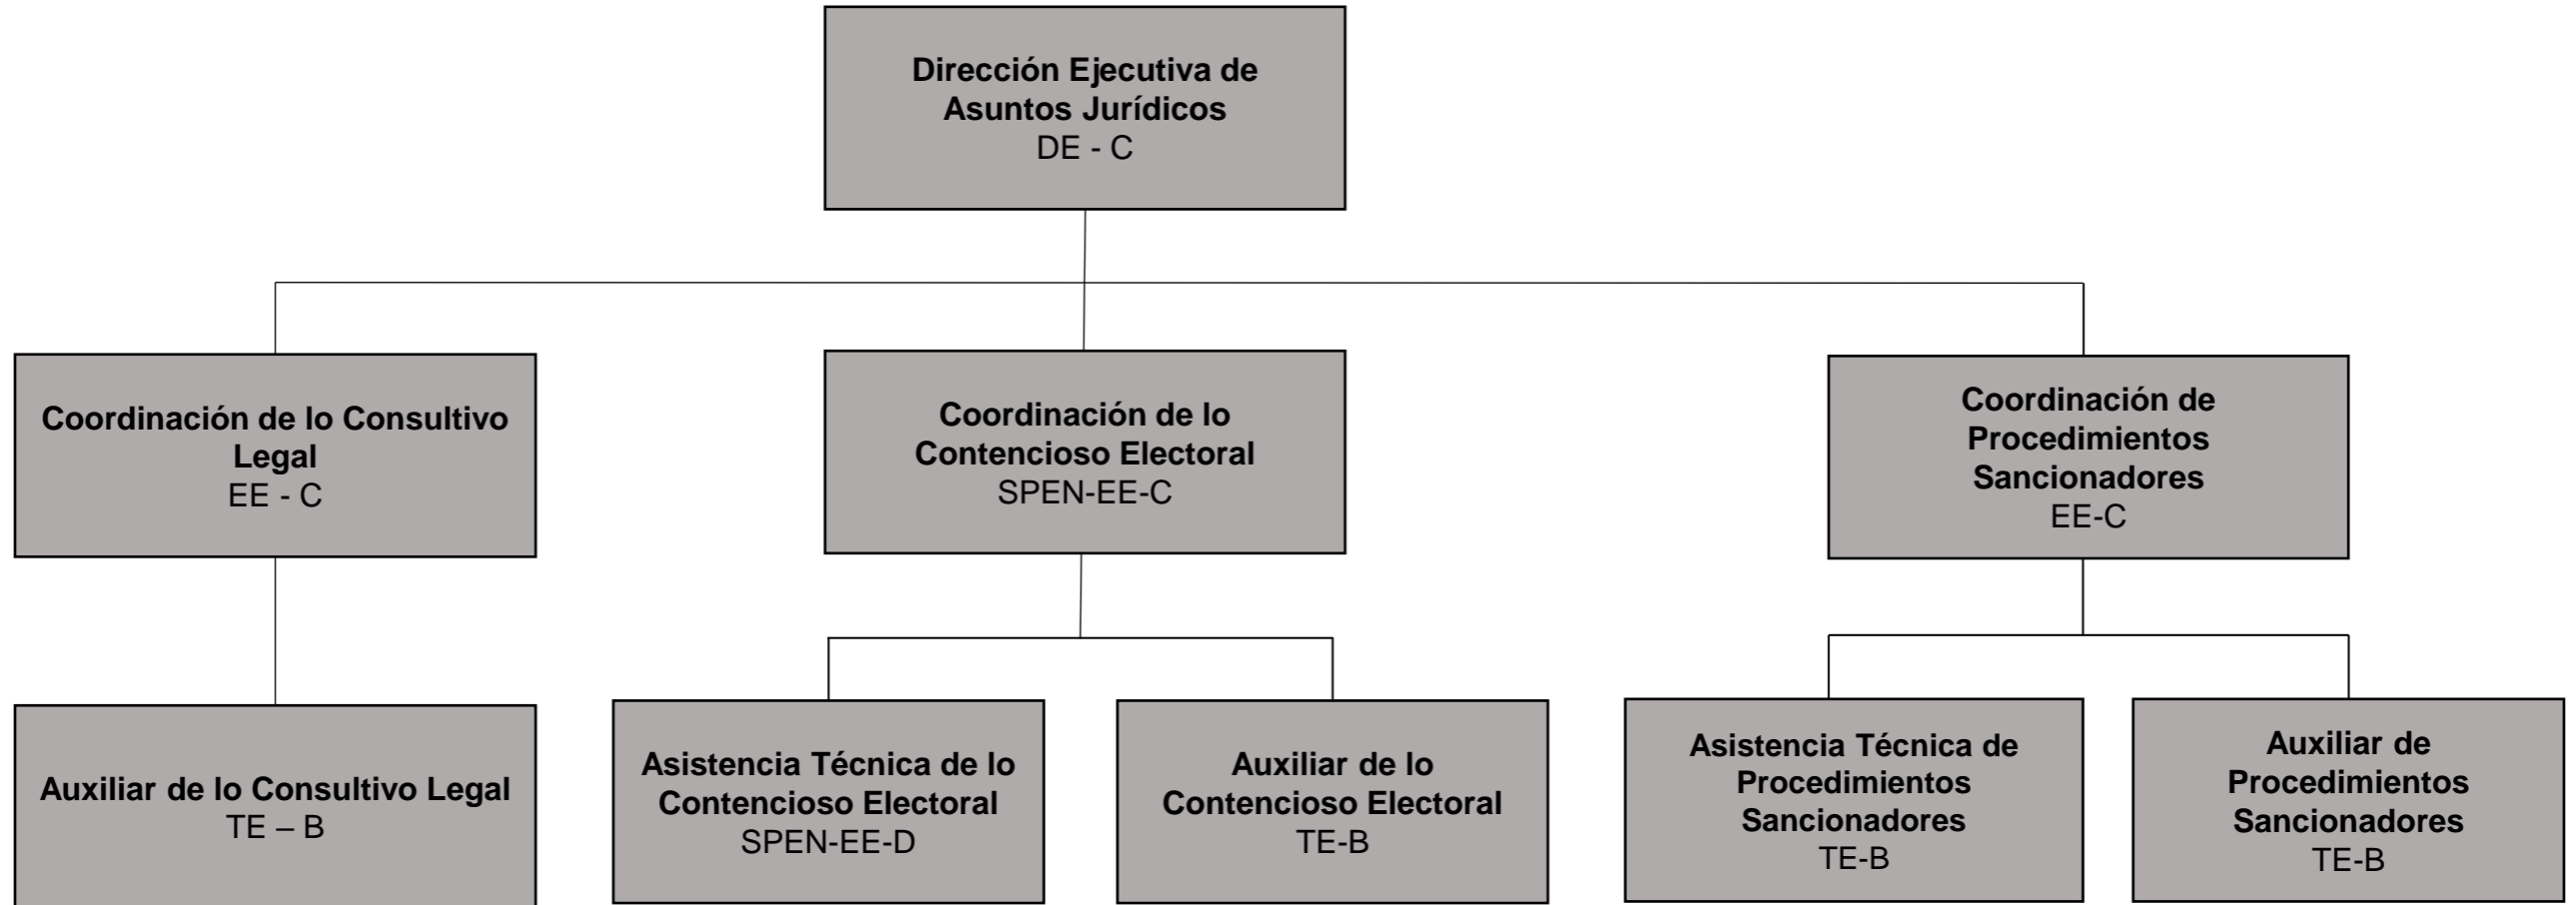 Dirección Ejecutiva de
Asuntos Jurídicos
DE - C
Coordinación de lo Consultivo
Legal
EE - C
Coordinación de lo
Contencioso Electoral
SPEN-EE-C
Coordinación de
Procedimientos
Sancionadores
EE-C
Auxiliar de lo Consultivo Legal
TE – B
Asistencia Técnica de lo
Contencioso Electoral
SPEN-EE-D
Auxiliar de lo
Contencioso Electoral
TE-B
Asistencia Técnica de
Procedimientos
Sancionadores
TE-B
Auxiliar de
Procedimientos
Sancionadores
TE-B